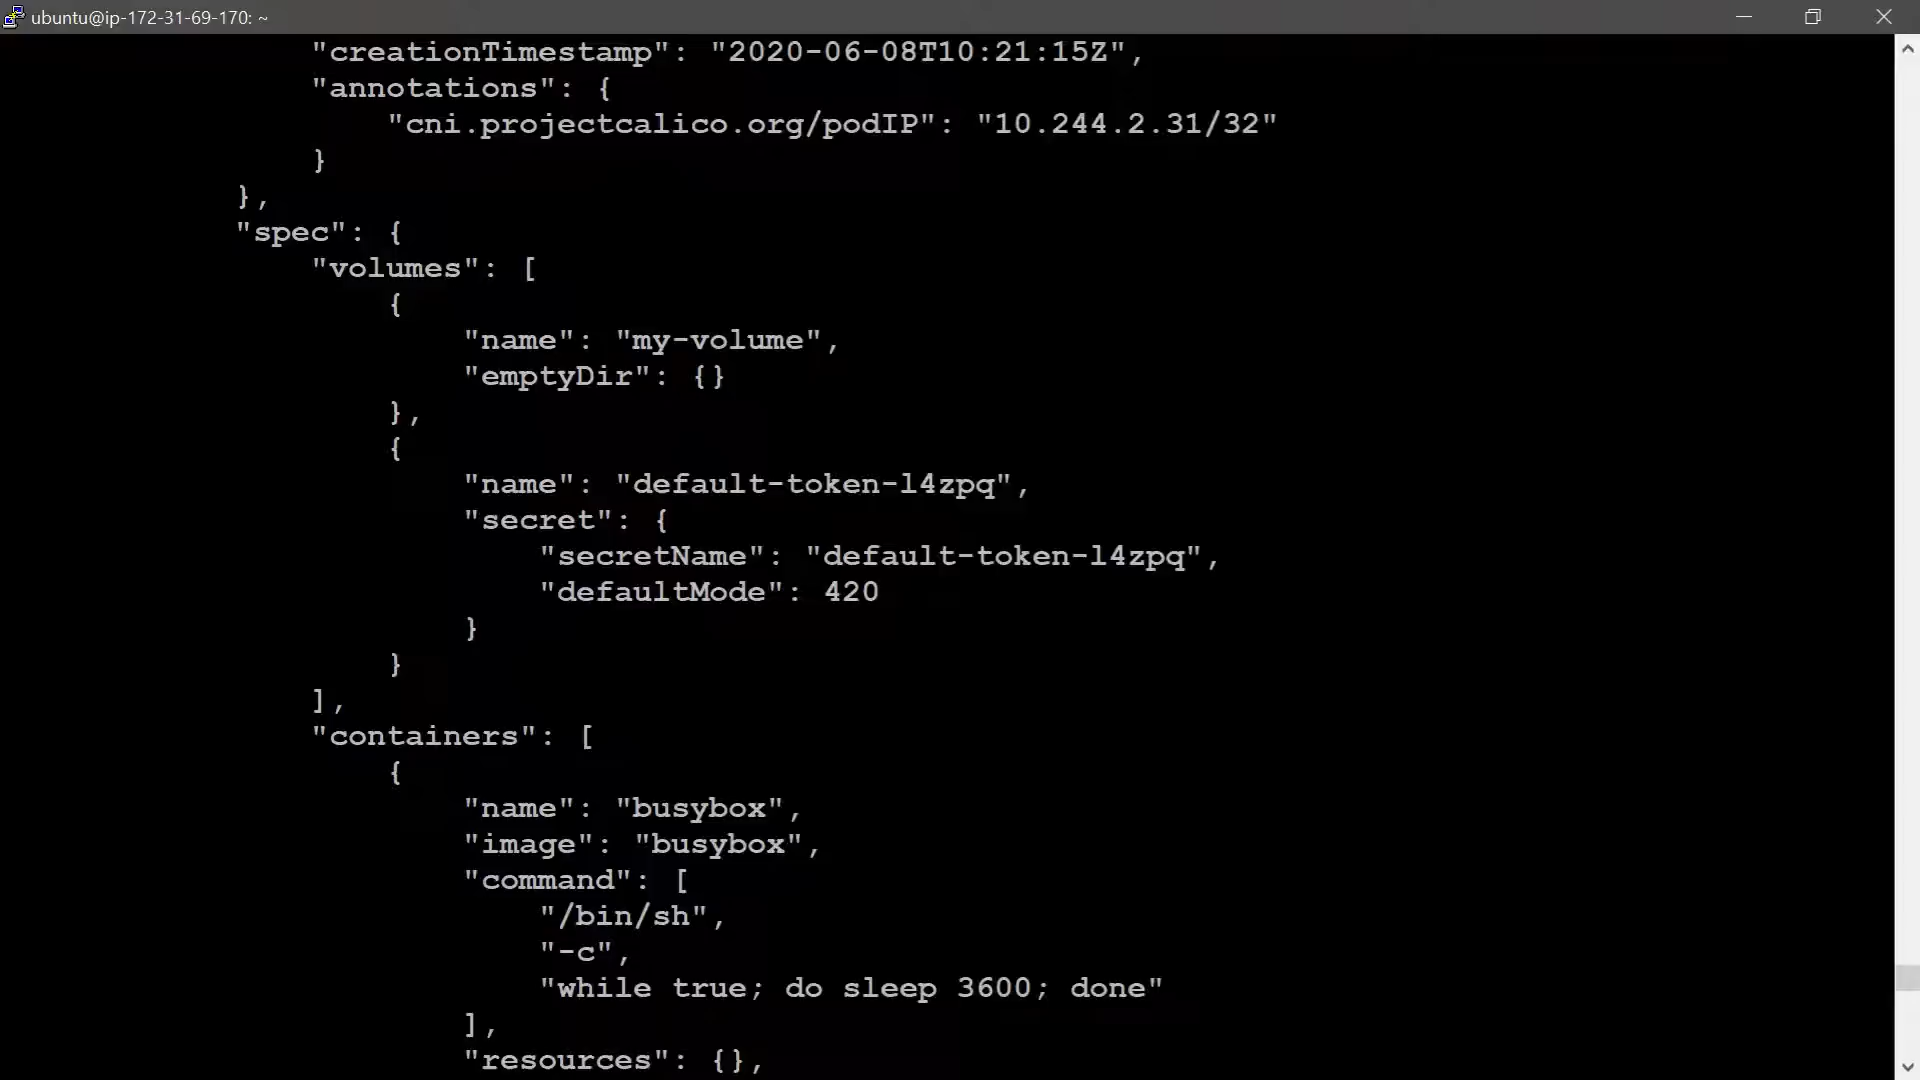 ubuntu@ip-172-31-69-170: ~
"creationTimestamp": "2020-06-08T10:21:15Z",
"annotations": {
"cni.projectcalico.org/podIP": "10.244.2.31/32"
}
},
"spec": {
"volumes": [
{
"name": "my-volume",
"emptyDir": {}
},
{
"name": "default-token-l4zpq",
"secret": {
"secretName": "default-token-l4zpq",
"defaultMode": 420
}
}
],
"containers": [
{
"name": "busybox",
"image": "busybox",
"command": [
"/bin/sh",
"-c",
"while true; do sleep 3600; done"
],
"resources": {},